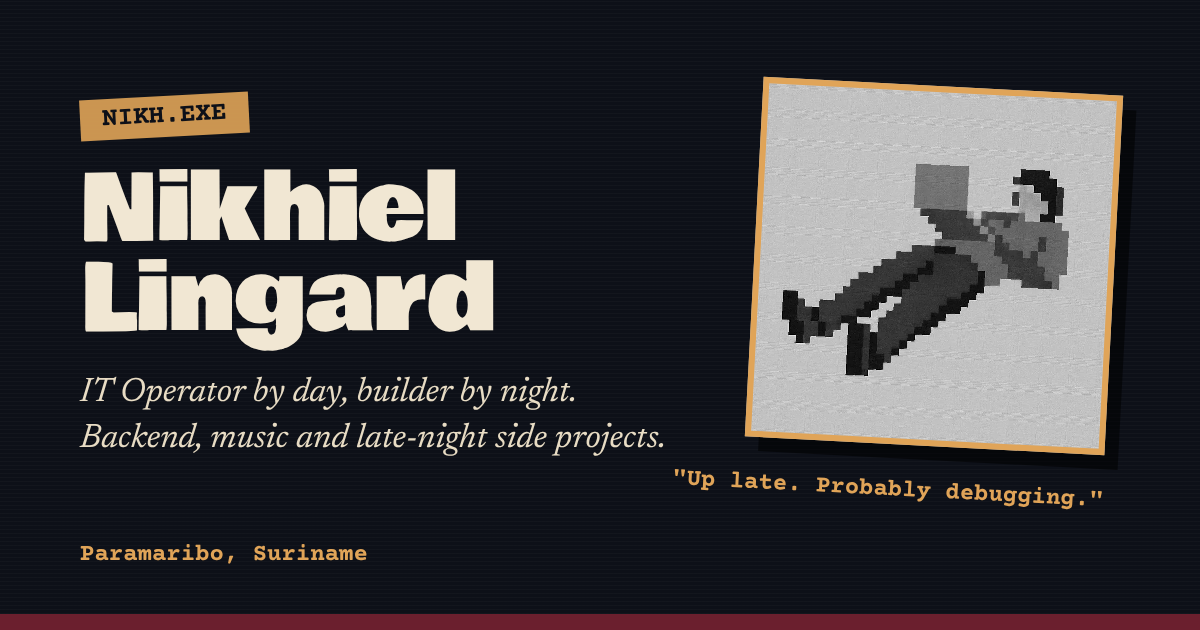 NIKH.EXE
Nikhiel
Lingard
IT Operator by day, builder by night.
Backend, music and late-night side projects.
"Up late. Probably debugging."
Paramaribo, Suriname